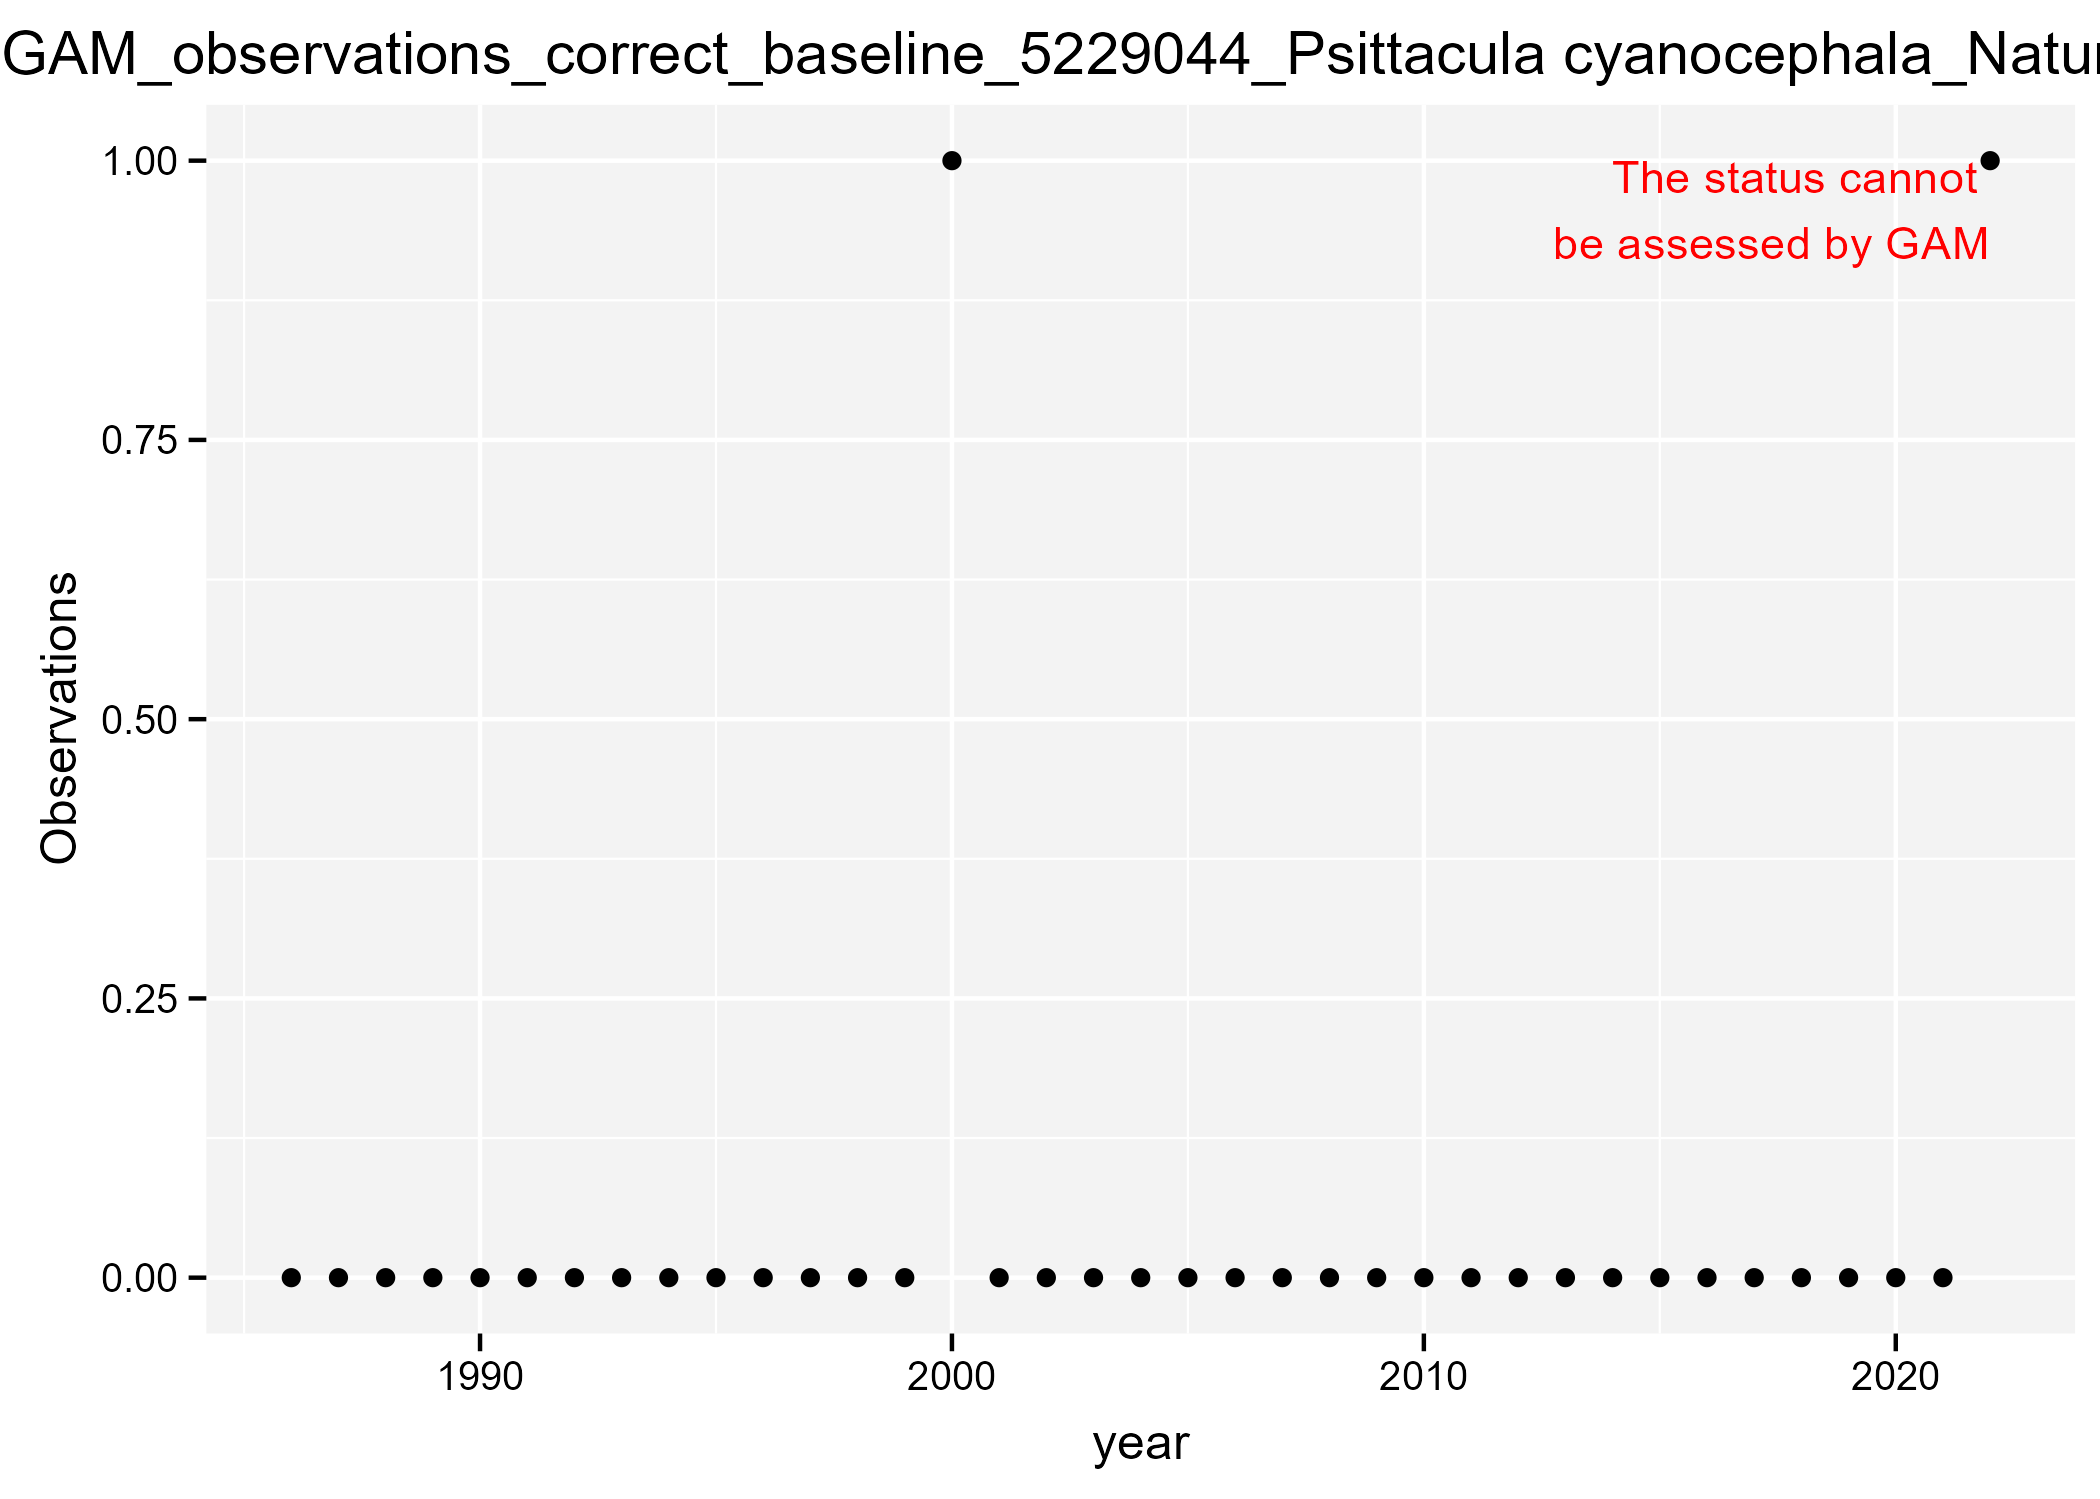 GAM_observations_correct_baseline_5229044_Psittacula cyanocephala_Natur
1.00
The status cannot
be assessed by GAM
0.75
0.50
Observations
0.25
0.00
1990 2000 2010 2020
year